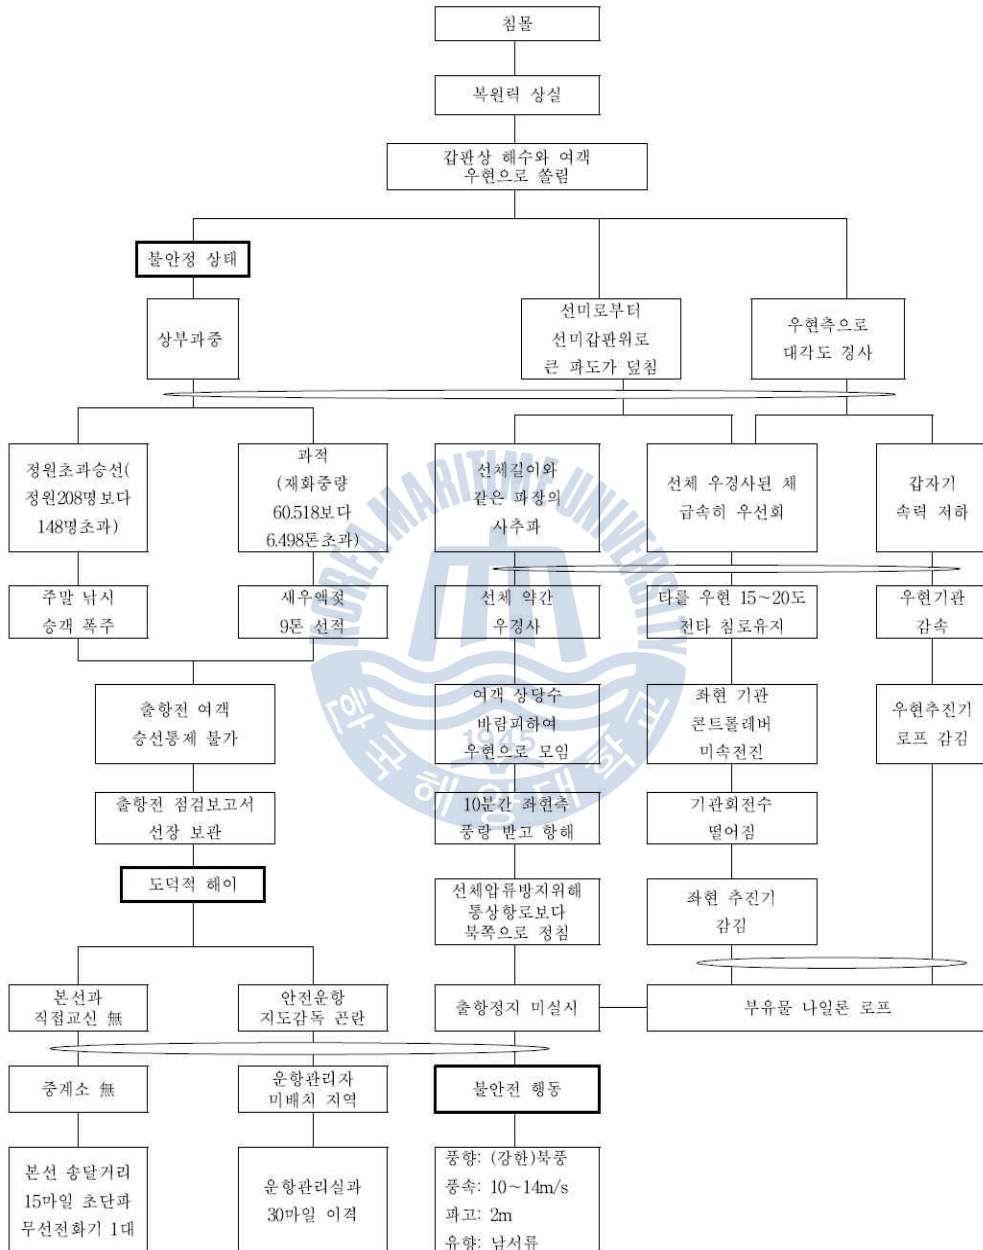 침몰
복원력 상실
갑판상 해수와 여객
우현으로 쏠림
불안정 상태
상부과중
선미로부터
선미갑판위로
큰 파도가 덮침
우현측으로
대각도 경사
정원초과승선(
정원208명보다
148명초과)
과적
(재화중량
60.518보다
6.498톤초과)
선체길이와
같은 파장의
사추파
선체 우경사된 채
급속히 우선회
갑자기
속력 저하
주말 낚시
승객 폭주
새우액젓
9톤 선적
선체 약간
우경사
타를 우현 15~20도
전타 침로유지
우현기관
감속
출항전 여객
승선통제 불가
여객 상당수
바람피하여
우현으로 모임
좌현 기관
콘트롤레버
미속전진
우현추진기
로프 감김
출항전 점검보고서
선장 보관
10분간 좌현측
풍랑 받고 항해
기관회전수
떨어짐
도덕적 해이
선체압류방지위해
통상항로보다
북쪽으로 정침
좌현 추진기
감김
본선과
직접교신 無
안전운항
지도감독 곤란
출항정지 미실시
부유물 나일론 로프
중계소 無
운항관리자
미배치 지역
불안전 행동
본선 송달거리
15마일 초단파
무선전화기 1대
운항관리실과
30마일 이격
풍향: (강한)북풍
풍속: 10~14m/s
파고: 2m
유향: 남서류
KOREA MARITIME UNIVERSITY
1945
한국해양대학교